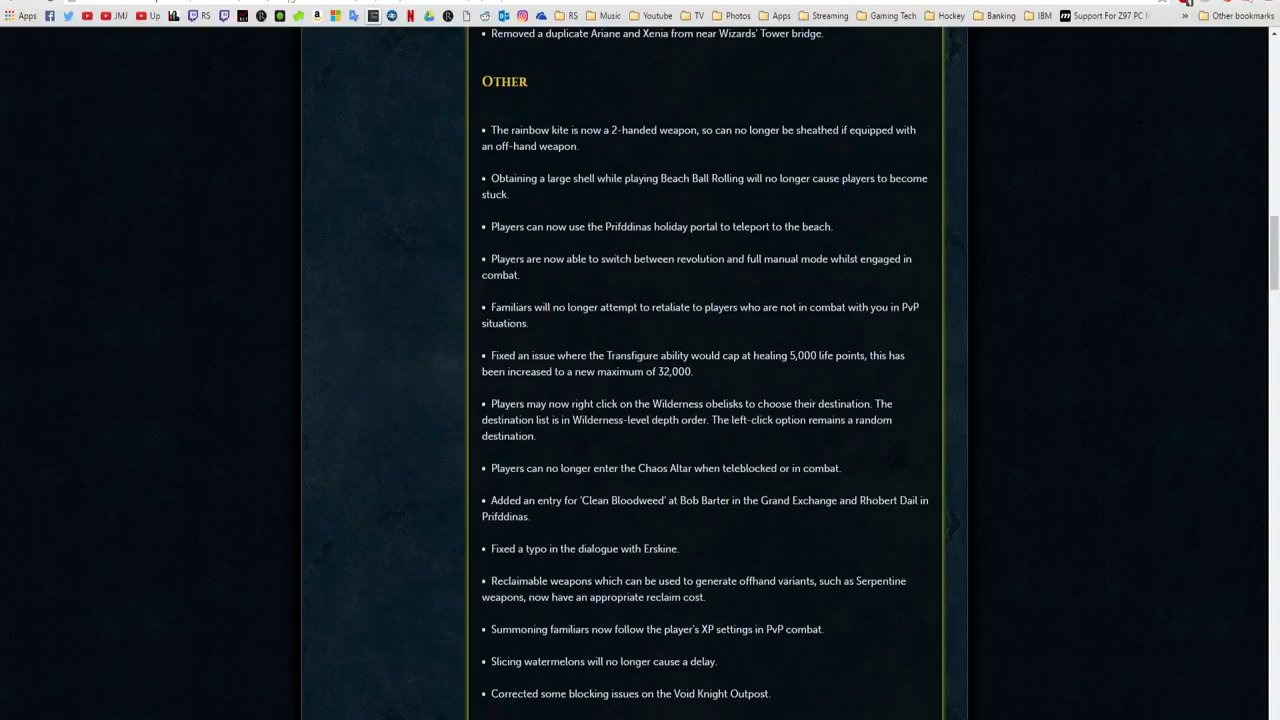 Apps JMJ Up RS RS Music Youtube TV Photos Apps Streaming Gaming Tech Hockey Banking IBM Support For Z97 PC » Other bookmarks
• Removed a duplicate Ariane and Xenia from near Wizards' Tower bridge.
OTHER
• The rainbow kite is now a 2-handed weapon, so can no longer be sheathed if equipped with
an off-hand weapon.
• Obtaining a large shell while playing Beach Ball Rolling will no longer cause players to become
stuck.
• Players can now use the Prifddinas holiday portal to teleport to the beach.
• Players are now able to switch between revolution and full manual mode whilst engaged in
combat.
• Familiars will no longer attempt to retaliate to players who are not in combat with you in PvP
situations.
• Fixed an issue where the Transfigure ability would cap at healing 5,000 life points, this has
been increased to a new maximum of 32,000.
• Players may now right click on the Wilderness obelisks to choose their destination. The
destination list is in Wilderness-level depth order. The left-click option remains a random
destination.
• Players can no longer enter the Chaos Altar when teleblocked or in combat.
• Added an entry for 'Clean Bloodweed' at Bob Barter in the Grand Exchange and Rhobert Dail in
Prifddinas.
• Fixed a typo in the dialogue with Erskine.
• Reclaimable weapons which can be used to generate offhand variants, such as Serpentine
weapons, now have an appropriate reclaim cost.
• Summoning familiars now follow the player's XP settings in PvP combat.
• Slicing watermelons will no longer cause a delay.
• Corrected some blocking issues on the Void Knight Outpost.